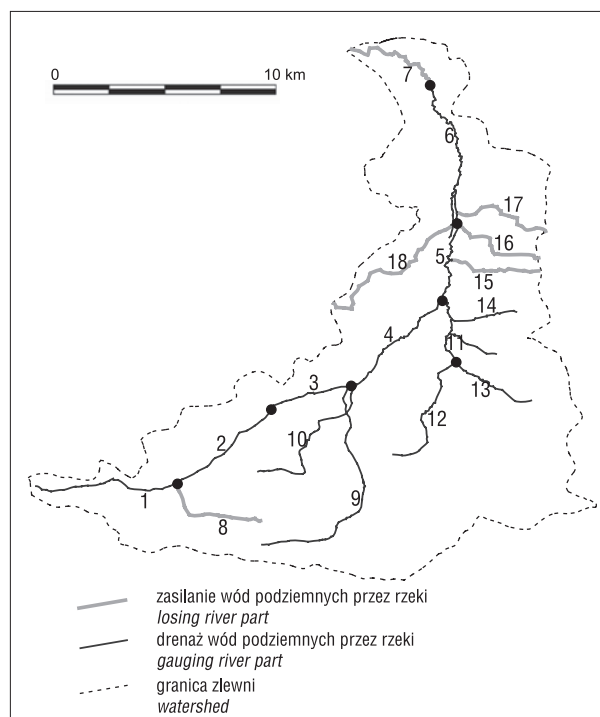 0 10 km
7
6
17
16
5
18
15
14
4
11
3
13
12
10
2
9
1
8
zasilanie wód podziemnych przez rzeki
losing river part
drenaż wód podziemnych przez rzeki
gauging river part
granica zlewni
watershed